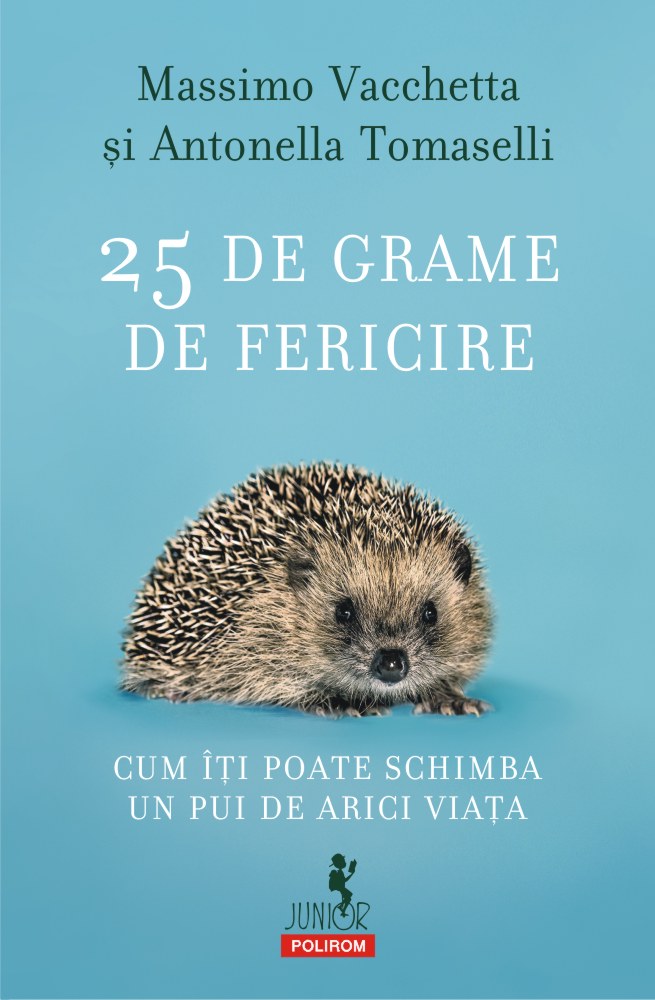 Massimo Vacchetta
și Antonella Tomaselli
25 DE GRAME
DE FERICIRE
CUM ÎȚI POATE SCHIMBA
UN PUI DE ARICI VIAȚA
JUNIOR
POLIROM